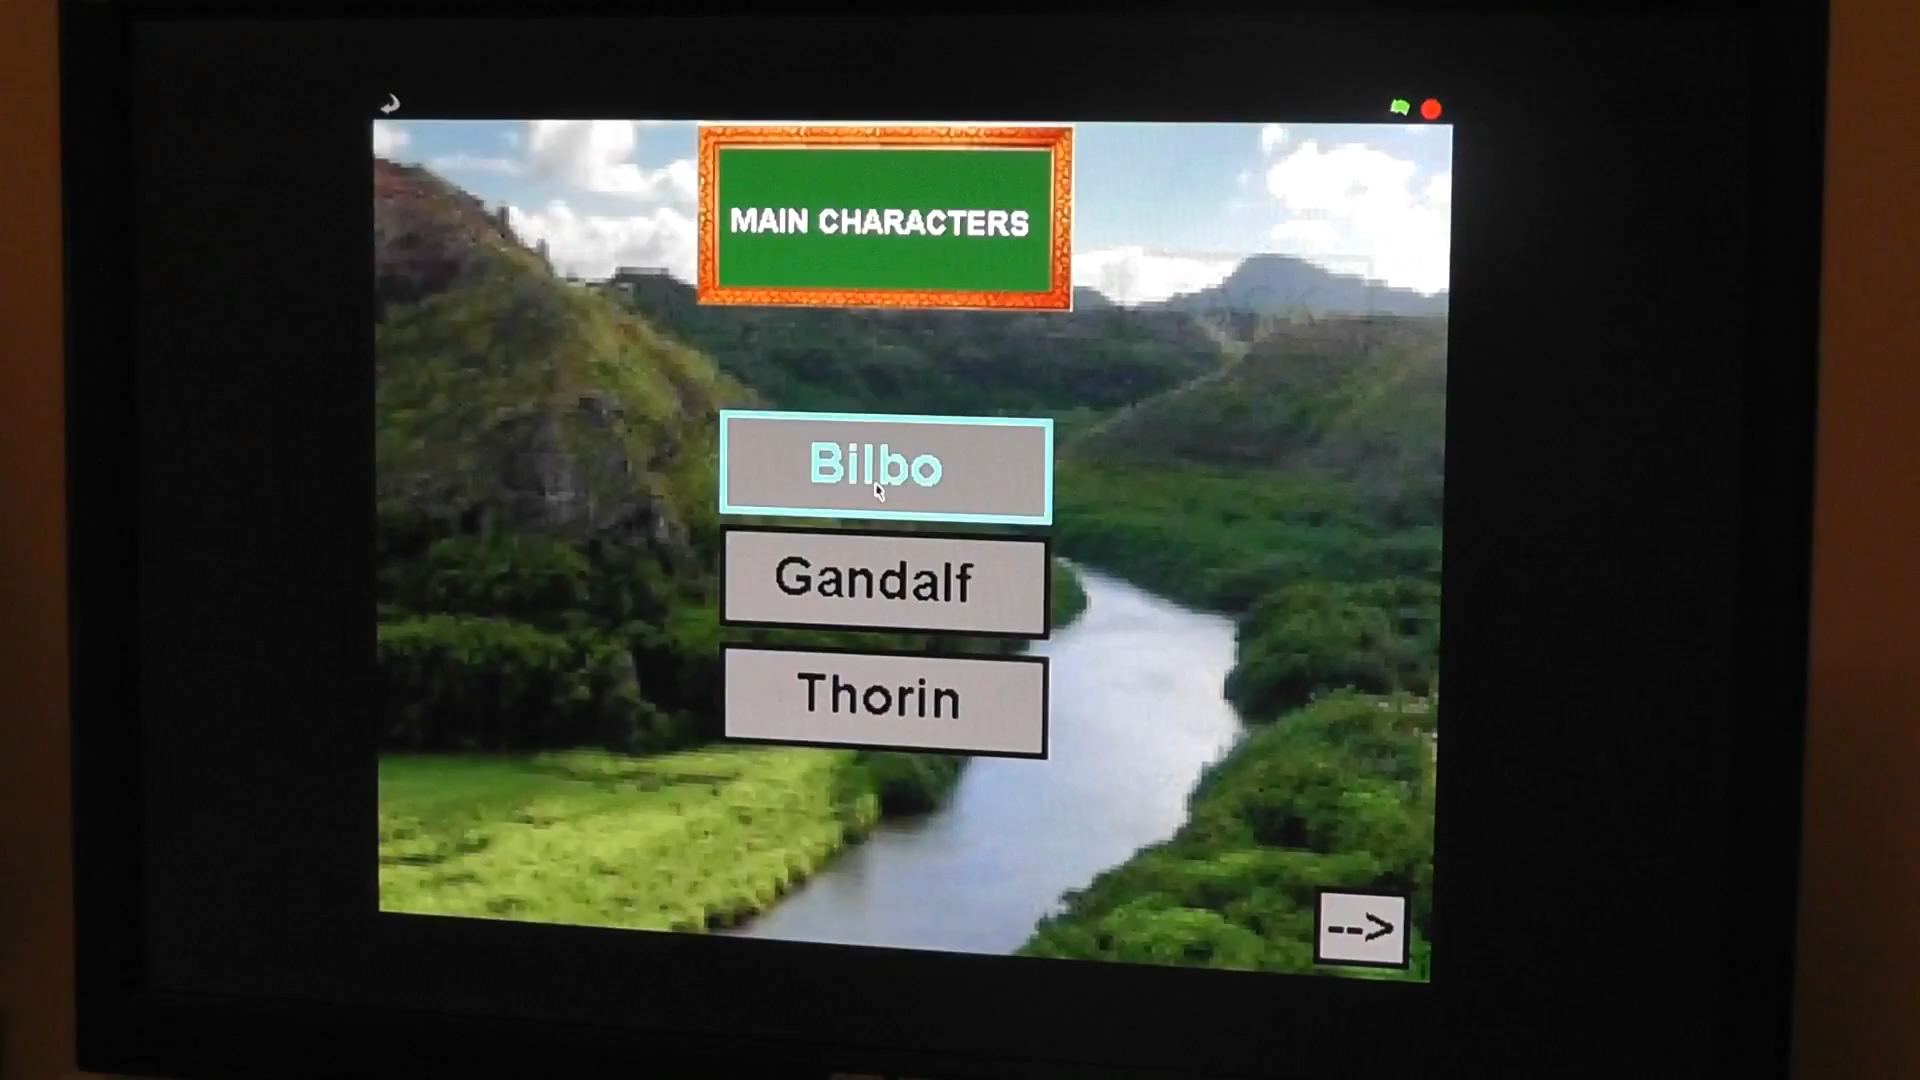 MAIN CHARACTERS
Bilbo
Gandalf
Thorin
-->